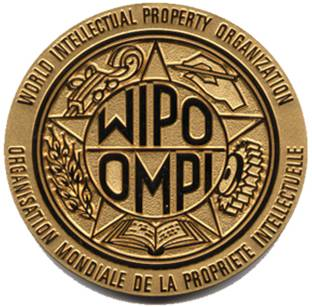 WORLD INTELLECTUAL PROPERTY ORGANIZATION
WIPO
OMPI
ORGANISATION MONDIALE DE LA PROPRIETE INTELLECTUELLE